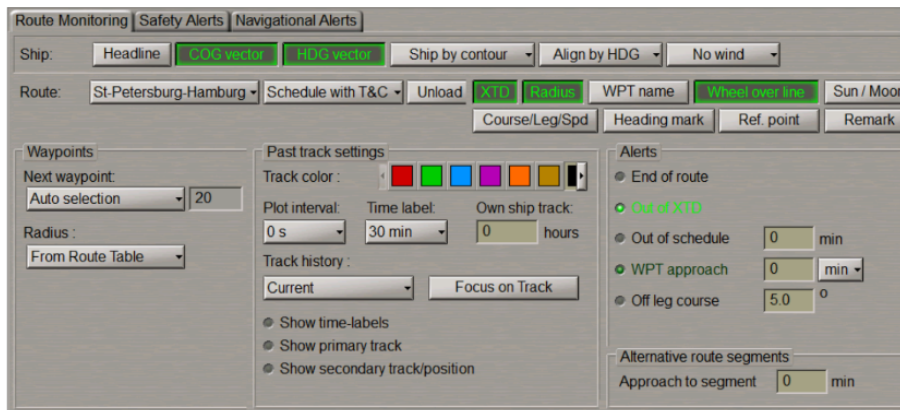 Route Monitoring Safety Alerts Navigational Alerts
Ship: Headline COG vector HDG vector Ship by contour Align by HDG No wind
Route: St-Petersburg-Hamburg Schedule with T&C Unload XTD Radius WPT name Wheel over line Sun / Moon
Course/Leg/Spd Heading mark Ref. point Remark
Waypoints
Next waypoint:
Auto selection 20
Radius :
From Route Table
Past track settings
Track color :
Plot interval: Time label: Own ship track:
0 s 30 min 0 hours
Track history :
Current Focus on Track
Show time-labels
Show primary track
Show secondary track/position
Alerts
End of route
Out of XTD
Out of schedule 0 min
WPT approach 0 min
Off leg course 5.0 °
Alternative route segments
Approach to segment 0 min